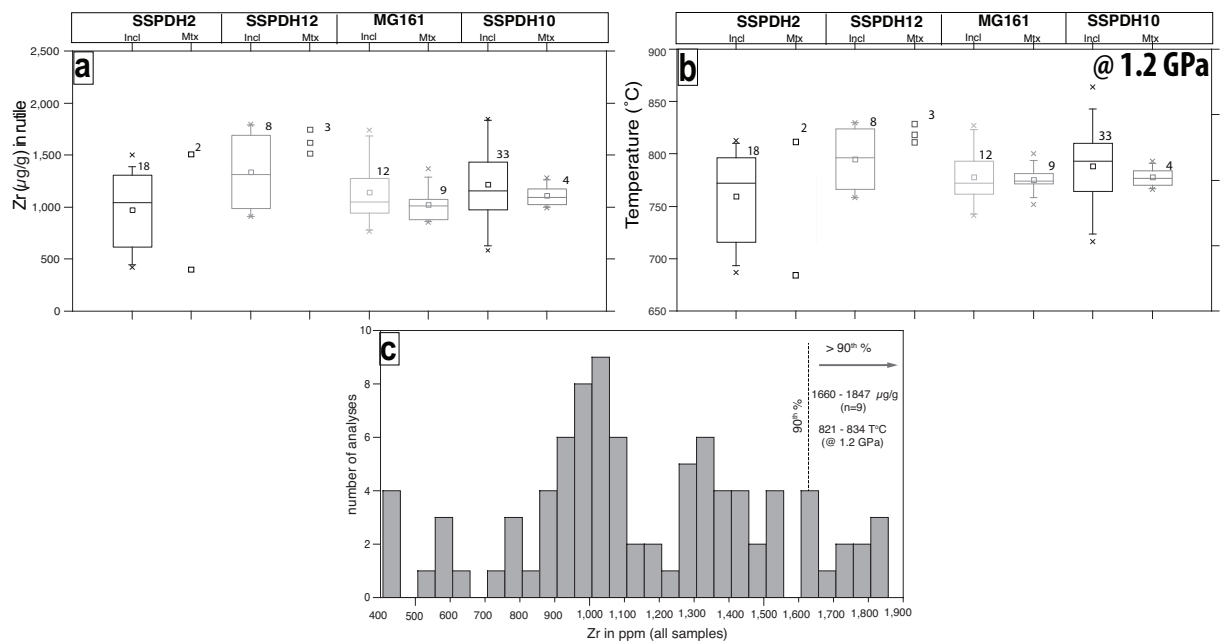 SSPDH2 SSPDH12 MG161 SSPDH10
Incl Mtx Incl Mtx Incl Mtx Incl Mtx
a
Zr (µg/g) in rutile
2,500
2,000
1,500
1,000
500
0
18 2 8 3 12 9 33 4
SSPDH2 SSPDH12 MG161 SSPDH10
Incl Mtx Incl Mtx Incl Mtx Incl Mtx
b
@ 1.2 GPa
Temperature (˚C)
900
850
800
750
700
650
18 2 8 3 12 9 33 4
c
number of analyses
10
8
6
4
2
0
90th %
> 90th %
1660 - 1847 µg/g
(n=9)
821 - 834 T°C
(@ 1.2 GPa)
400 500 600 700 800 900 1,000 1,100 1,200 1,300 1,400 1,500 1,600 1,700 1,800 1,900
Zr in ppm (all samples)